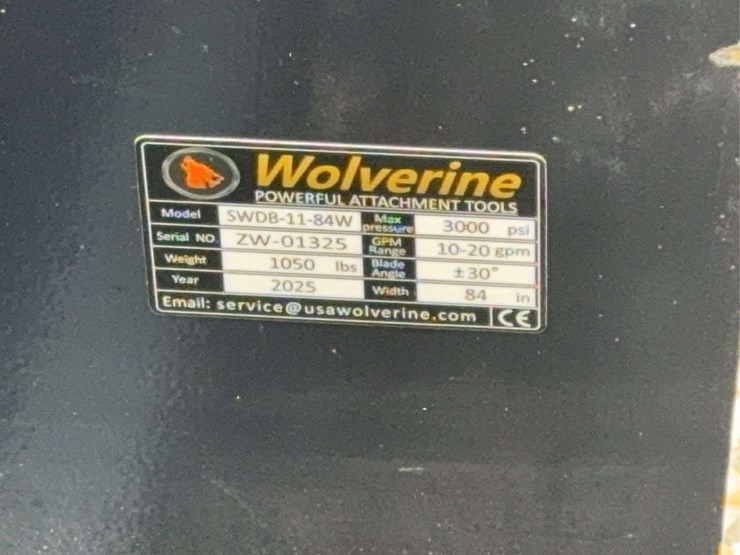 Wolverine
POWERFUL ATTACHMENT TOOLS
Model SWDB-11-84W Max pressure 3000 psi
Serial NO ZW-01325 GPM Range 10-20 gpm
Weight 1050 lbs Blade Angle ±30°
Year 2025 Width 84 in
Email: service@usawolverine.com CE